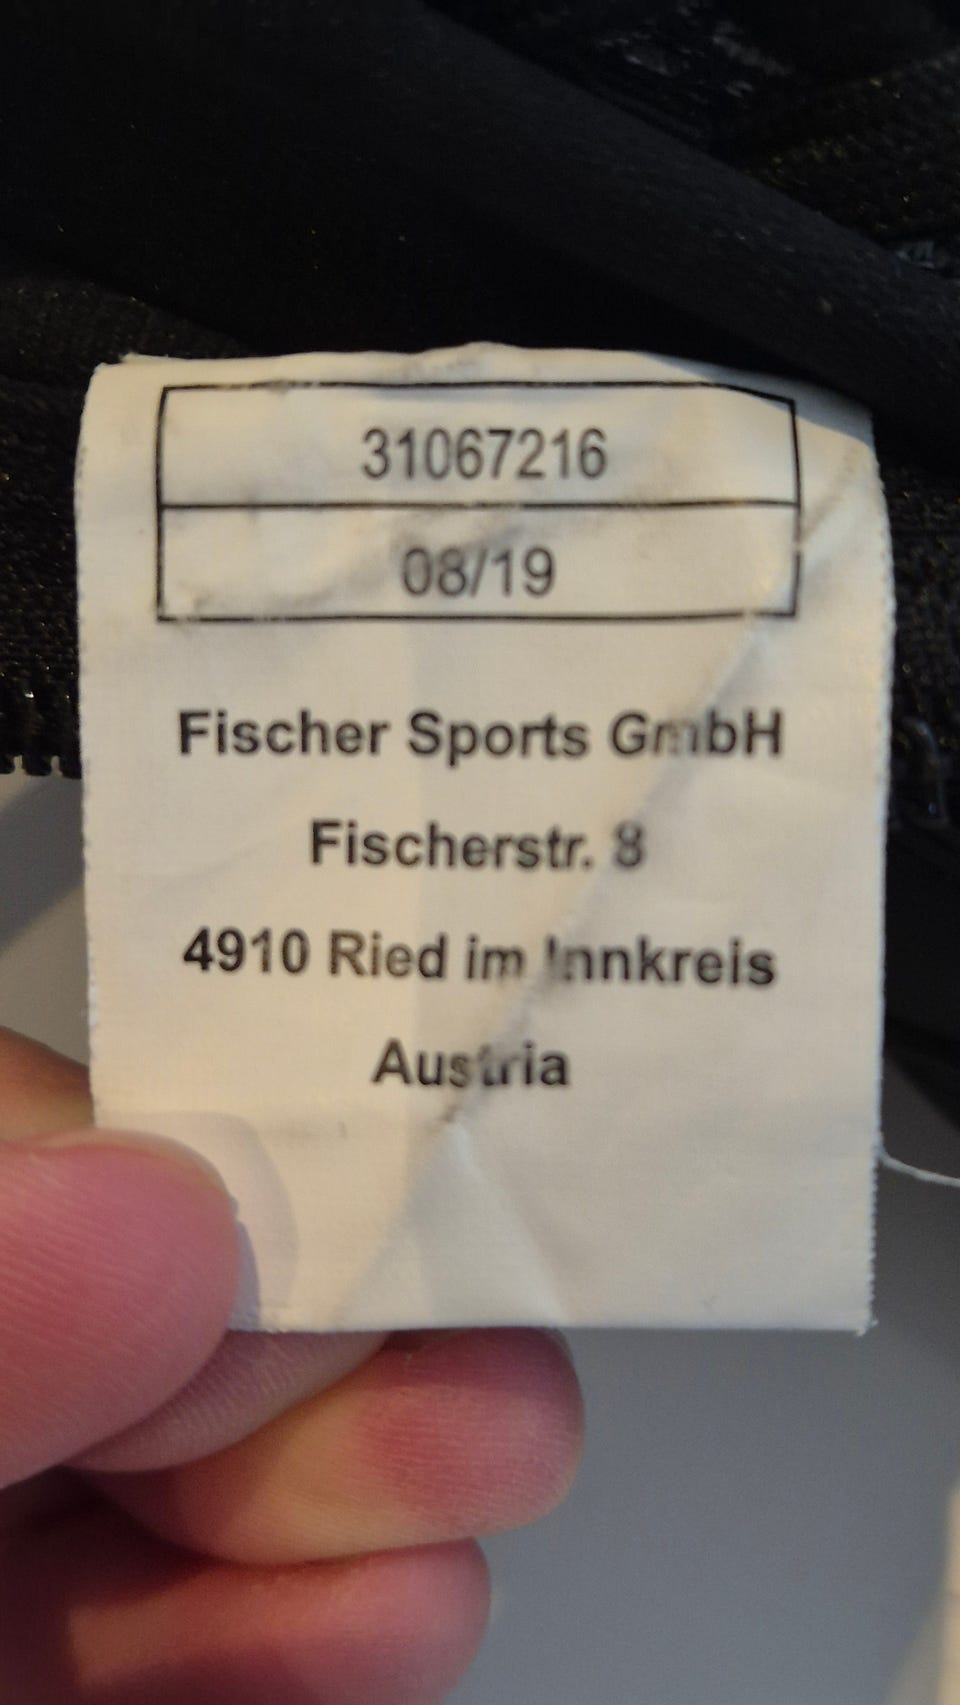 31067216
08/19
Fischer Sports GmbH
Fischerstr. 8
4910 Ried im Innkreis
Austria